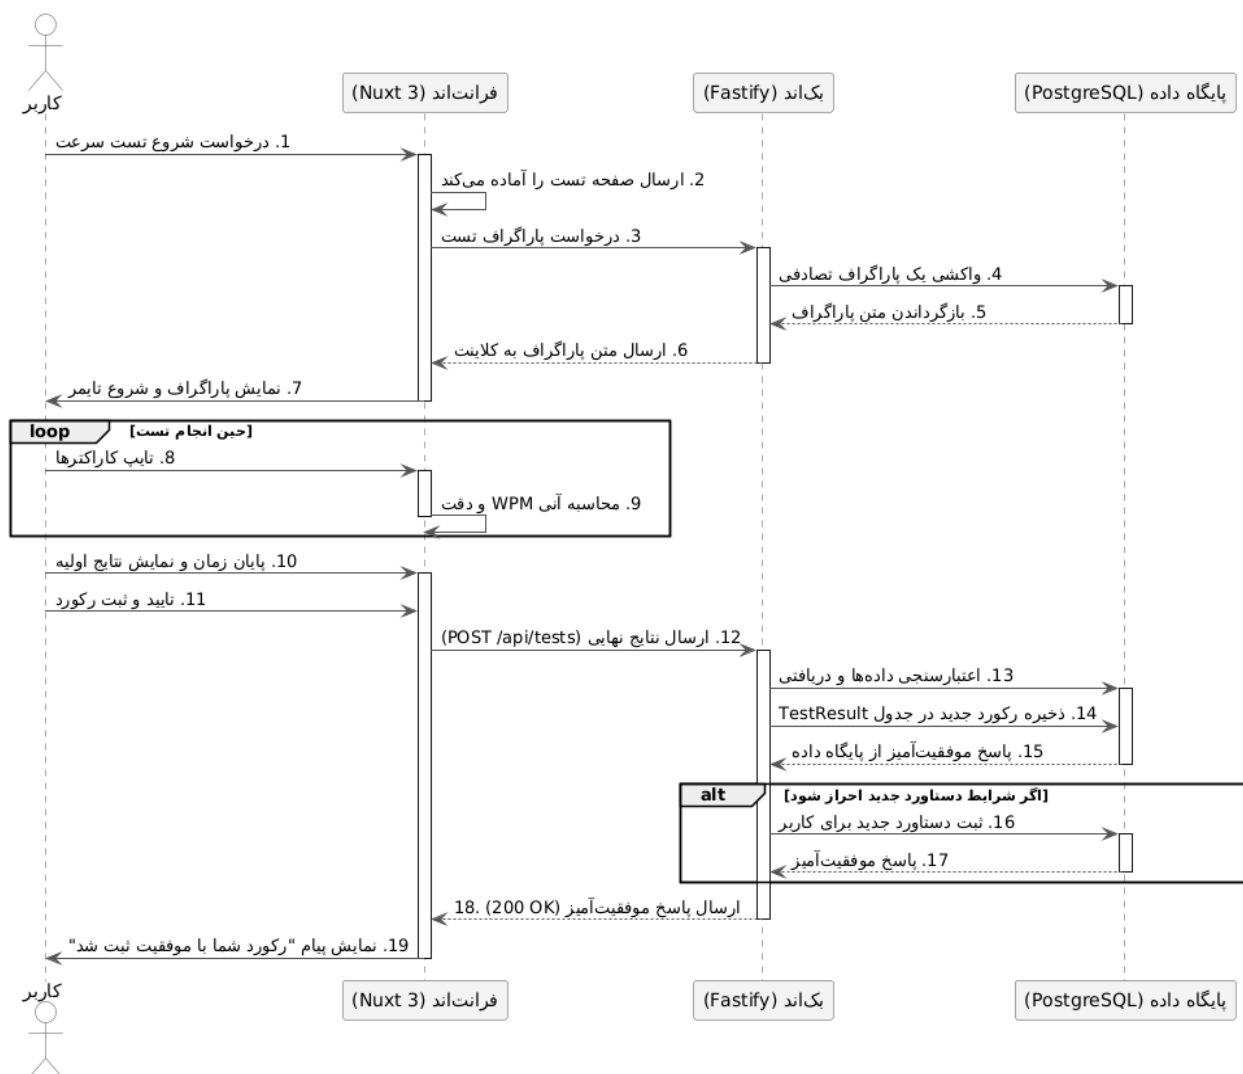 کاربر
فرانت‌اند (Nuxt 3)
بک‌اند (Fastify)
پایگاه داده (PostgreSQL)
1. درخواست شروع تست سرعت
2. ارسال صفحه تست را آماده می‌کند
3. درخواست پاراگراف تست
4. واکشی یک پاراگراف تصادفی
5. بازگرداندن متن پاراگراف
6. ارسال متن پاراگراف به کلاینت
7. نمایش پاراگراف و شروع تایمر
loop [حین انجام تست]
8. تایپ کاراکترها
9. محاسبه آنی WPM و دقت
10. پایان زمان و نمایش نتایج اولیه
11. تایید و ثبت رکورد
12. ارسال نتایج نهایی (POST /api/tests)
13. اعتبارسنجی داده‌ها و دریافتی
14. ذخیره رکورد جدید در جدول TestResult
15. پاسخ موفقیت‌آمیز از پایگاه داده
alt [اگر شرایط دستاورد جدید احراز شود]
16. ثبت دستاورد جدید برای کاربر
17. پاسخ موفقیت‌آمیز
18. ارسال پاسخ موفقیت‌آمیز (200 OK)
19. نمایش پیام "رکورد شما با موفقیت ثبت شد"
کاربر
فرانت‌اند (Nuxt 3)
بک‌اند (Fastify)
پایگاه داده (PostgreSQL)